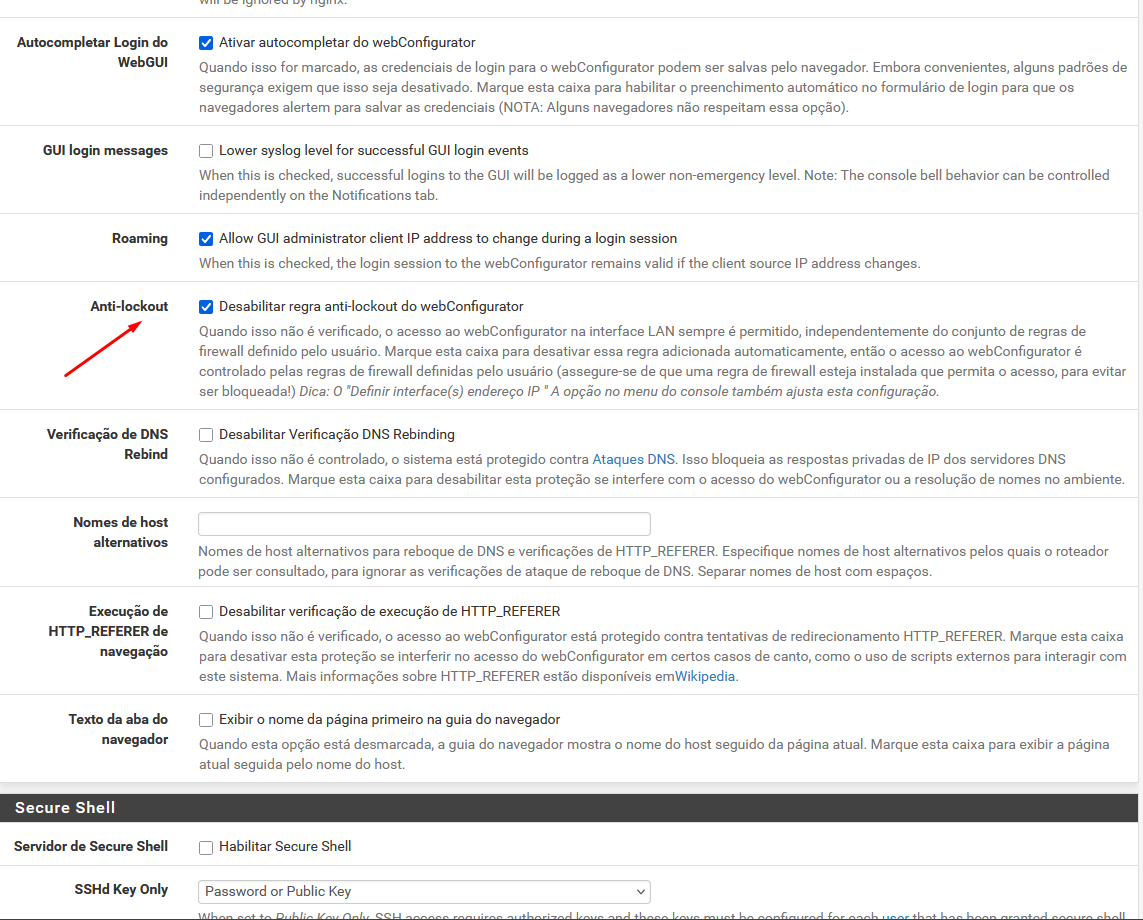 will be ignored by nginx.
Autocompletar Login do
WebGUI
Ativar autocompletar do webConfigurator
Quando isso for marcado, as credenciais de login para o webConfigurator podem ser salvas pelo navegador. Embora convenientes, alguns padrões de
segurança exigem que isso seja desativado. Marque esta caixa para habilitar o preenchimento automático no formulário de login para que os
navegadores alertem para salvar as credenciais (NOTA: Alguns navegadores não respeitam essa opção).
GUI login messages
Lower syslog level for successful GUI login events
When this is checked, successful logins to the GUI will be logged as a lower non-emergency level. Note: The console bell behavior can be controlled
independently on the Notifications tab.
Roaming
Allow GUI administrator client IP address to change during a login session
When this is checked, the login session to the webConfigurator remains valid if the client source IP address changes.
Anti-lockout
Desabilitar regra anti-lockout do webConfigurator
Quando isso não é verificado, o acesso ao webConfigurator na interface LAN sempre é permitido, independentemente do conjunto de regras de
firewall definido pelo usuário. Marque esta caixa para desativar essa regra adicionada automaticamente, então o acesso ao webConfigurator é
controlado pelas regras de firewall definidas pelo usuário (assegure-se de que uma regra de firewall esteja instalada que permita o acesso, para evitar
ser bloqueada!) Dica: O "Definir interface(s) endereço IP " A opção no menu do console também ajusta esta configuração.
Verificação de DNS
Rebind
Desabilitar Verificação DNS Rebinding
Quando isso não é controlado, o sistema está protegido contra Ataques DNS. Isso bloqueia as respostas privadas de IP dos servidores DNS
configurados. Marque esta caixa para desabilitar esta proteção se interfere com o acesso do webConfigurator ou a resolução de nomes no ambiente.
Nomes de host
alternativos
Nomes de host alternativos para reboque de DNS e verificações de HTTP_REFERER. Especifique nomes de host alternativos pelos quais o roteador
pode ser consultado, para ignorar as verificações de ataque de reboque de DNS. Separar nomes de host com espaços.
Execução de
HTTP_REFERER de
navegação
Desabilitar verificação de execução de HTTP_REFERER
Quando isso não é verificado, o acesso ao webConfigurator está protegido contra tentativas de redirecionamento HTTP_REFERER. Marque esta caixa
para desativar esta proteção se interferir no acesso do webConfigurator em certos casos de canto, como o uso de scripts externos para interagir com
este sistema. Mais informações sobre HTTP_REFERER estão disponíveis emWikipedia.
Texto da aba do
navegador
Exibir o nome da página primeiro na guia do navegador
Quando esta opção está desmarcada, a guia do navegador mostra o nome do host seguido da página atual. Marque esta caixa para exibir a página
atual seguida pelo nome do host.
Secure Shell
Servidor de Secure Shell
Habilitar Secure Shell
SSHd Key Only
Password or Public Key
When set to Public Key Only, SSH access requires authorized keys and these keys must be configured for each user that has been granted secure shell